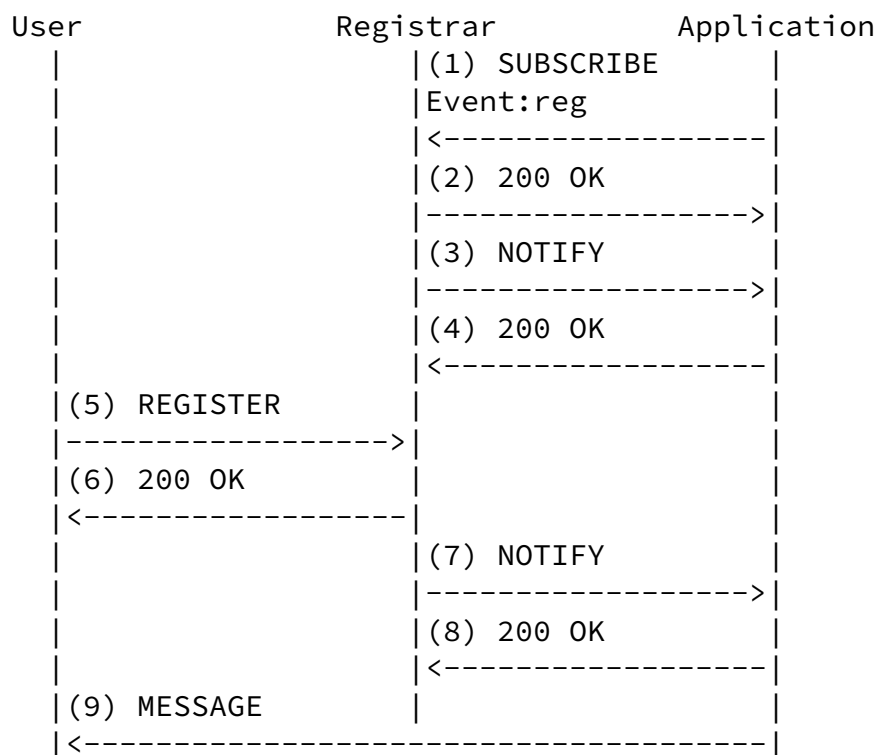 User Registrar Application
(1) SUBSCRIBE
Event:reg
(2) 200 OK
(3) NOTIFY
(4) 200 OK
(5) REGISTER
(6) 200 OK
(7) NOTIFY
(8) 200 OK
(9) MESSAGE